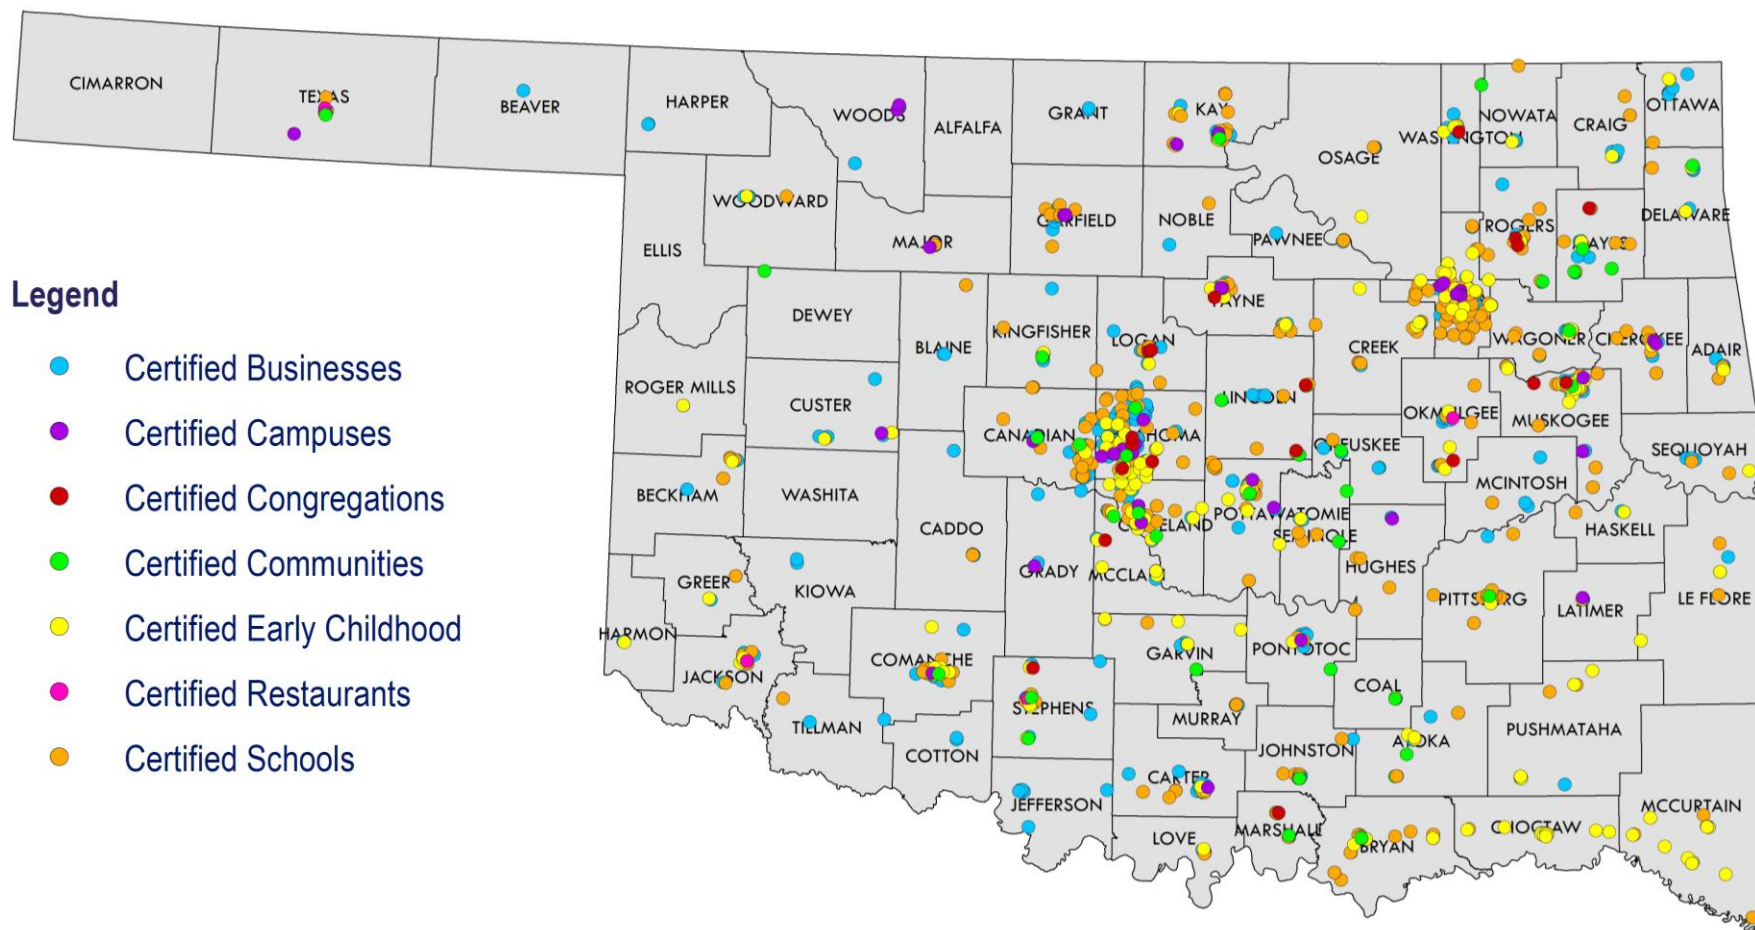 Legend
Certified Businesses
Certified Campuses
Certified Congregations
Certified Communities
Certified Early Childhood
Certified Restaurants
Certified Schools
CIMARRON
TEXAS
BEAVER
HARPER
WOODS
ALFALFA
GRANT
KAY
OSAGE
WASHINGTON
NOWATA
CRAIG
OTTAWA
WOODWARD
ELLIS
MAJOR
GARFIELD
NOBLE
PAWNEE
ROGERS
MAYES
DELAWARE
DEWEY
BLAINE
KINGFISHER
LOGAN
PAYNE
CREEK
WAGONER
CHEROKEE
ADAIR
ROGER MILLS
CUSTER
CANADIAN
LINCOLN
OKMULGEE
MUSKOGEE
OKFUSKEE
SEQUOYAH
BECKHAM
WASHITA
CADDO
CLEVELAND
POTTAWATOMIE
SEMINOLE
MCINTOSH
HASKELL
GREER
KIOWA
GRADY
MCCLAIN
HUGHES
PITTSBURG
LATIMER
LE FLORE
HARMON
JACKSON
COMANCHE
STEPHENS
GARVIN
PONTOTOC
COAL
TILLMAN
COTTON
MURRAY
JOHNSTON
ATOKA
PUSHMATAHA
JEFFERSON
CARTER
LOVE
MARSHALL
BRYAN
CHOCTAW
MCCURTAIN